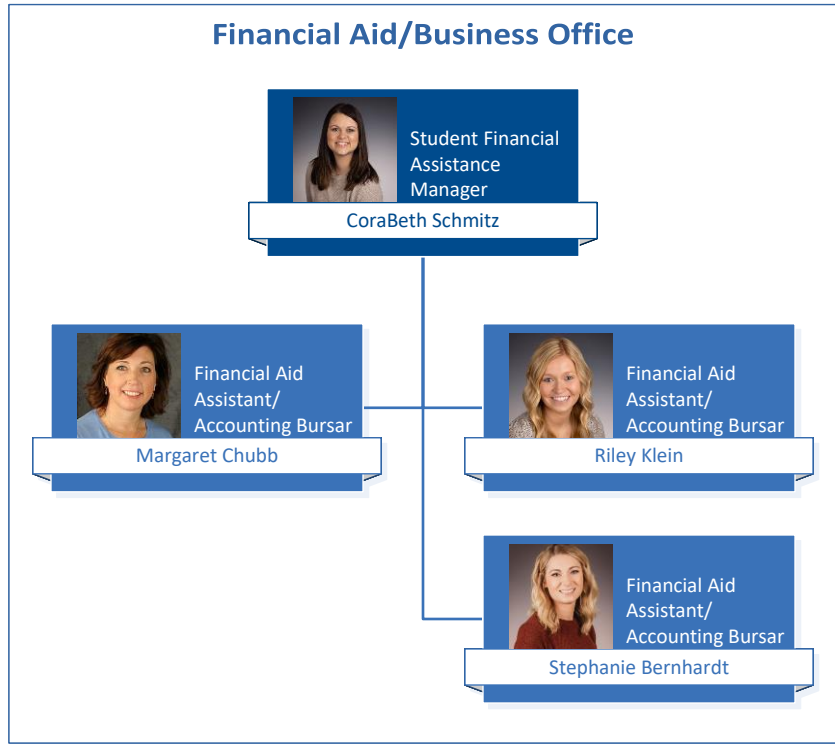 Financial Aid/Business Office
Student Financial
Assistance
Manager
CoraBeth Schmitz
Financial Aid
Assistant/
Accounting Bursar
Margaret Chubb
Financial Aid
Assistant/
Accounting Bursar
Riley Klein
Financial Aid
Assistant/
Accounting Bursar
Stephanie Bernhardt